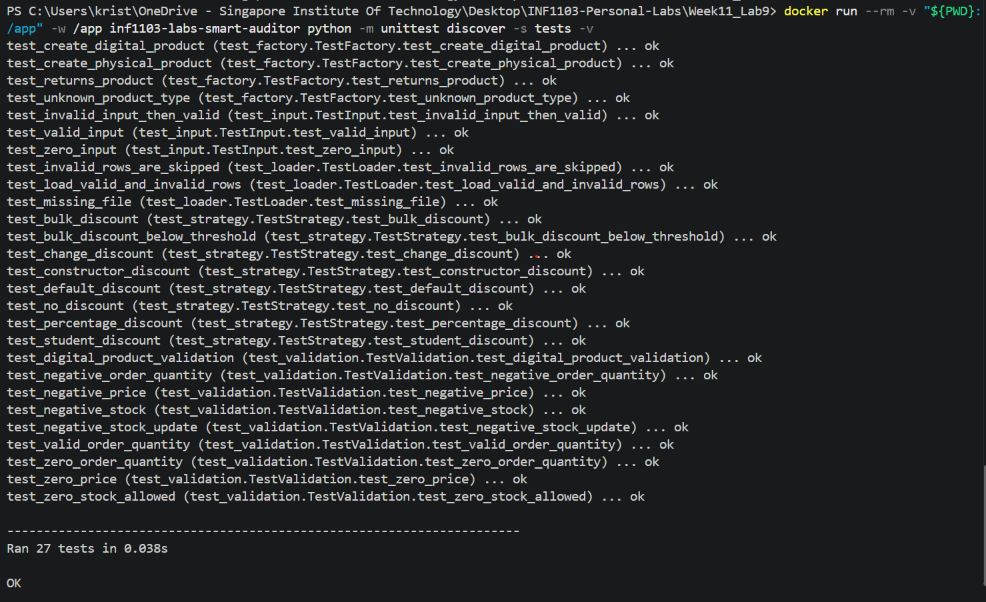 PS C:\Users\krist\OneDrive - Singapore Institute Of Technology\Desktop\INF1103-Personal-Labs\Week11_Lab9> docker run --rm -v "${PWD}:
/app" -w /app inf1103-labs-smart-auditor python -m unittest discover -s tests -v
test_create_digital_product (test_factory.TestFactory.test_create_digital_product) ... ok
test_create_physical_product (test_factory.TestFactory.test_create_physical_product) ... ok
test_returns_product (test_factory.TestFactory.test_returns_product) ... ok
test_unknown_product_type (test_factory.TestFactory.test_unknown_product_type) ... ok
test_invalid_input_then_valid (test_input.TestInput.test_invalid_input_then_valid) ... ok
test_valid_input (test_input.TestInput.test_valid_input) ... ok
test_zero_input (test_input.TestInput.test_zero_input) ... ok
test_invalid_rows_are_skipped (test_loader.TestLoader.test_invalid_rows_are_skipped) ... ok
test_load_valid_and_invalid_rows (test_loader.TestLoader.test_load_valid_and_invalid_rows) ... ok
test_missing_file (test_loader.TestLoader.test_missing_file) ... ok
test_bulk_discount (test_strategy.TestStrategy.test_bulk_discount) ... ok
test_bulk_discount_below_threshold (test_strategy.TestStrategy.test_bulk_discount_below_threshold) ... ok
test_change_discount (test_strategy.TestStrategy.test_change_discount) ... ok
test_constructor_discount (test_strategy.TestStrategy.test_constructor_discount) ... ok
test_default_discount (test_strategy.TestStrategy.test_default_discount) ... ok
test_no_discount (test_strategy.TestStrategy.test_no_discount) ... ok
test_percentage_discount (test_strategy.TestStrategy.test_percentage_discount) ... ok
test_student_discount (test_strategy.TestStrategy.test_student_discount) ... ok
test_digital_product_validation (test_validation.TestValidation.test_digital_product_validation) ... ok
test_negative_order_quantity (test_validation.TestValidation.test_negative_order_quantity) ... ok
test_negative_price (test_validation.TestValidation.test_negative_price) ... ok
test_negative_stock (test_validation.TestValidation.test_negative_stock) ... ok
test_negative_stock_update (test_validation.TestValidation.test_negative_stock_update) ... ok
test_valid_order_quantity (test_validation.TestValidation.test_valid_order_quantity) ... ok
test_zero_order_quantity (test_validation.TestValidation.test_zero_order_quantity) ... ok
test_zero_price (test_validation.TestValidation.test_zero_price) ... ok
test_zero_stock_allowed (test_validation.TestValidation.test_zero_stock_allowed) ... ok
----------------------------------------------------------------------
Ran 27 tests in 0.038s
OK